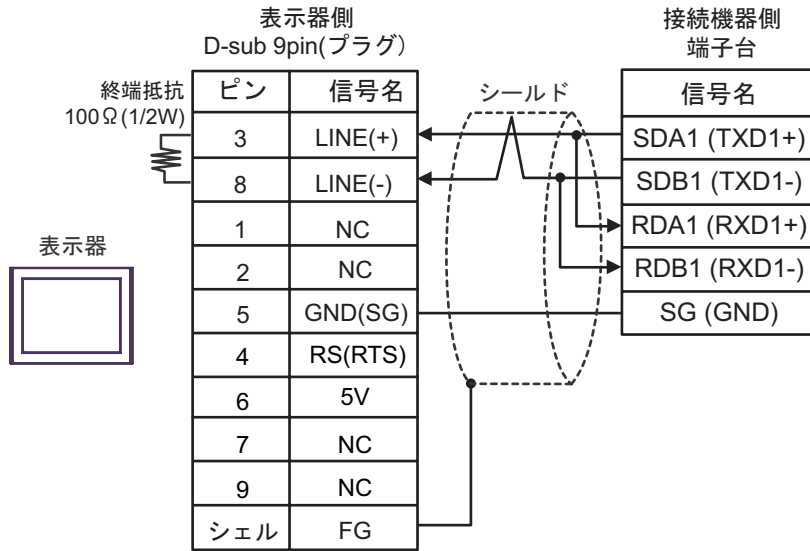 表示器側
D-sub 9pin(プラグ)
接続機器側
端子台
終端抵抗
100Ω(1/2W)
ピン 信号名
シールド
信号名
3 LINE(+)
SDA1 (TXD1+)
8 LINE(-)
SDB1 (TXD1-)
1 NC
RDA1 (RXD1+)
表示器
2 NC
RDB1 (RXD1-)
5 GND(SG)
SG (GND)
4 RS(RTS)
6 5V
7 NC
9 NC
シェル FG